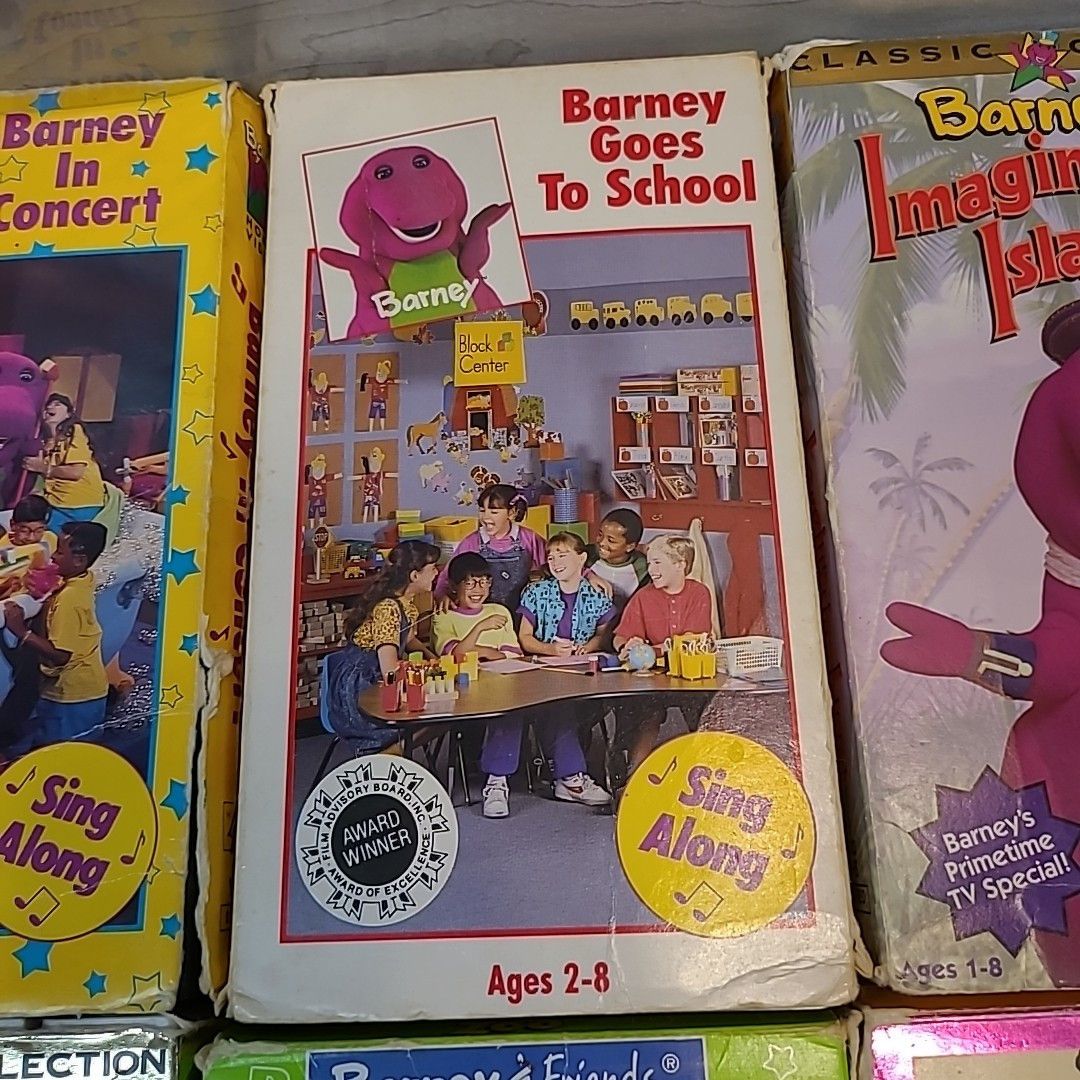 Barney
In
Concert
Sing
Along
Barney
Goes
To School
Barney
Block
Center
STOP
FILM ADVISORY BOARD, INC.
AWARD
WINNER
AWARD OF EXCELLENCE
Sing
Along
Ages 2-8
CLASSIC
Barn
Imagin
Isla
Barney's
Primetime
TV Special!
Ages 1-8
LECTION
Barney & Friends®